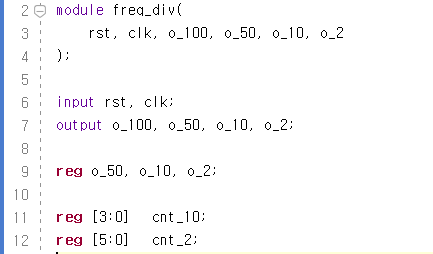 2 module freq_div(
3 rst, clk, o_100, o_50, o_10, o_2
4 );
5
6 input rst, clk;
7 output o_100, o_50, o_10, o_2;
8
9 reg o_50, o_10, o_2;
10
11 reg [3:0] cnt_10;
12 reg [5:0] cnt_2;